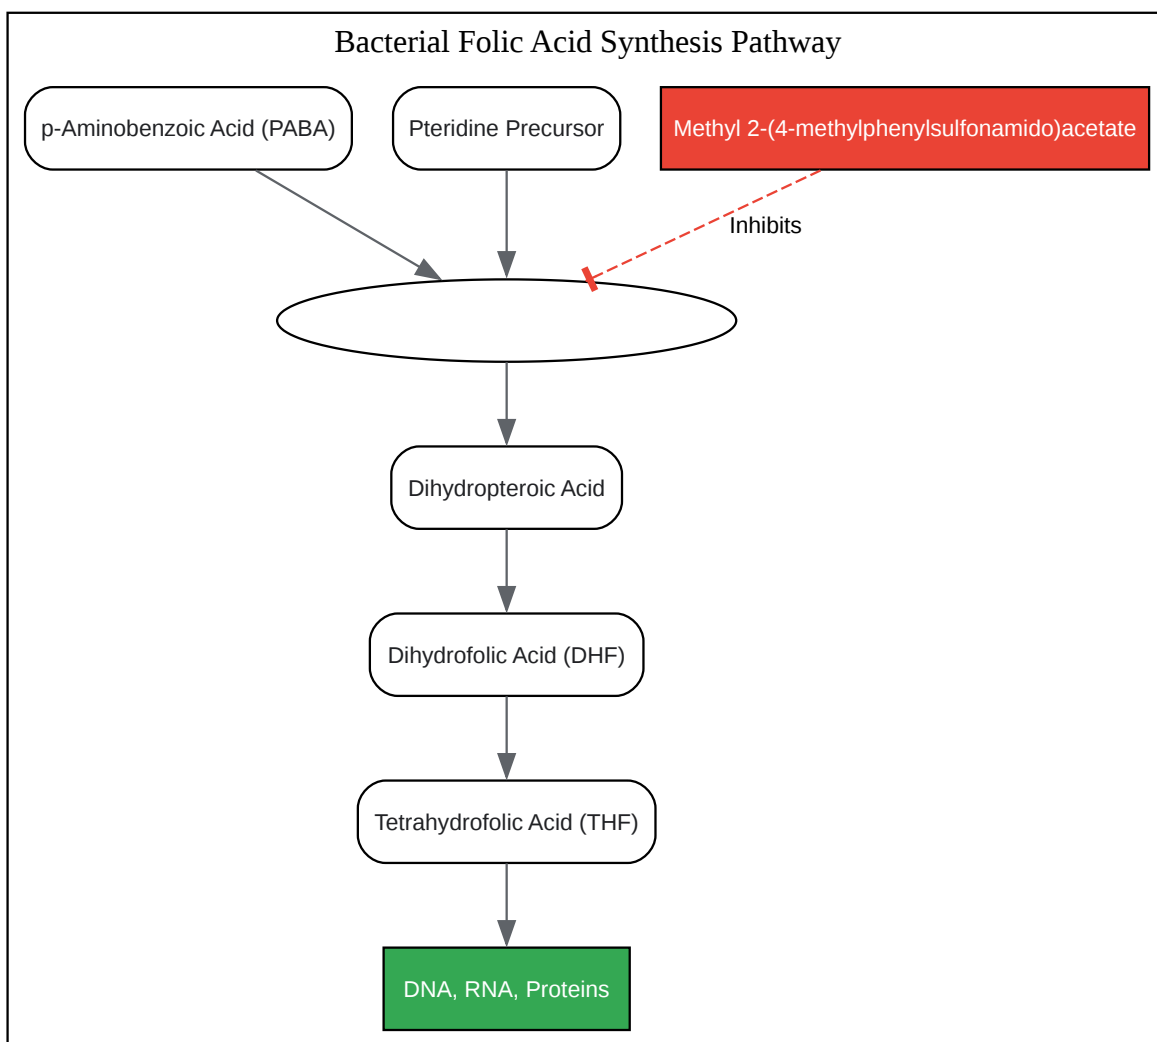 Bacterial Folic Acid Synthesis Pathway
p-Aminobenzoic Acid (PABA)
Pteridine Precursor
Methyl 2-(4-methylphenylsulfonamido)acetate
Inhibits
Dihydropteroic Acid
Dihydrofolic Acid (DHF)
Tetrahydrofolic Acid (THF)
DNA, RNA, Proteins